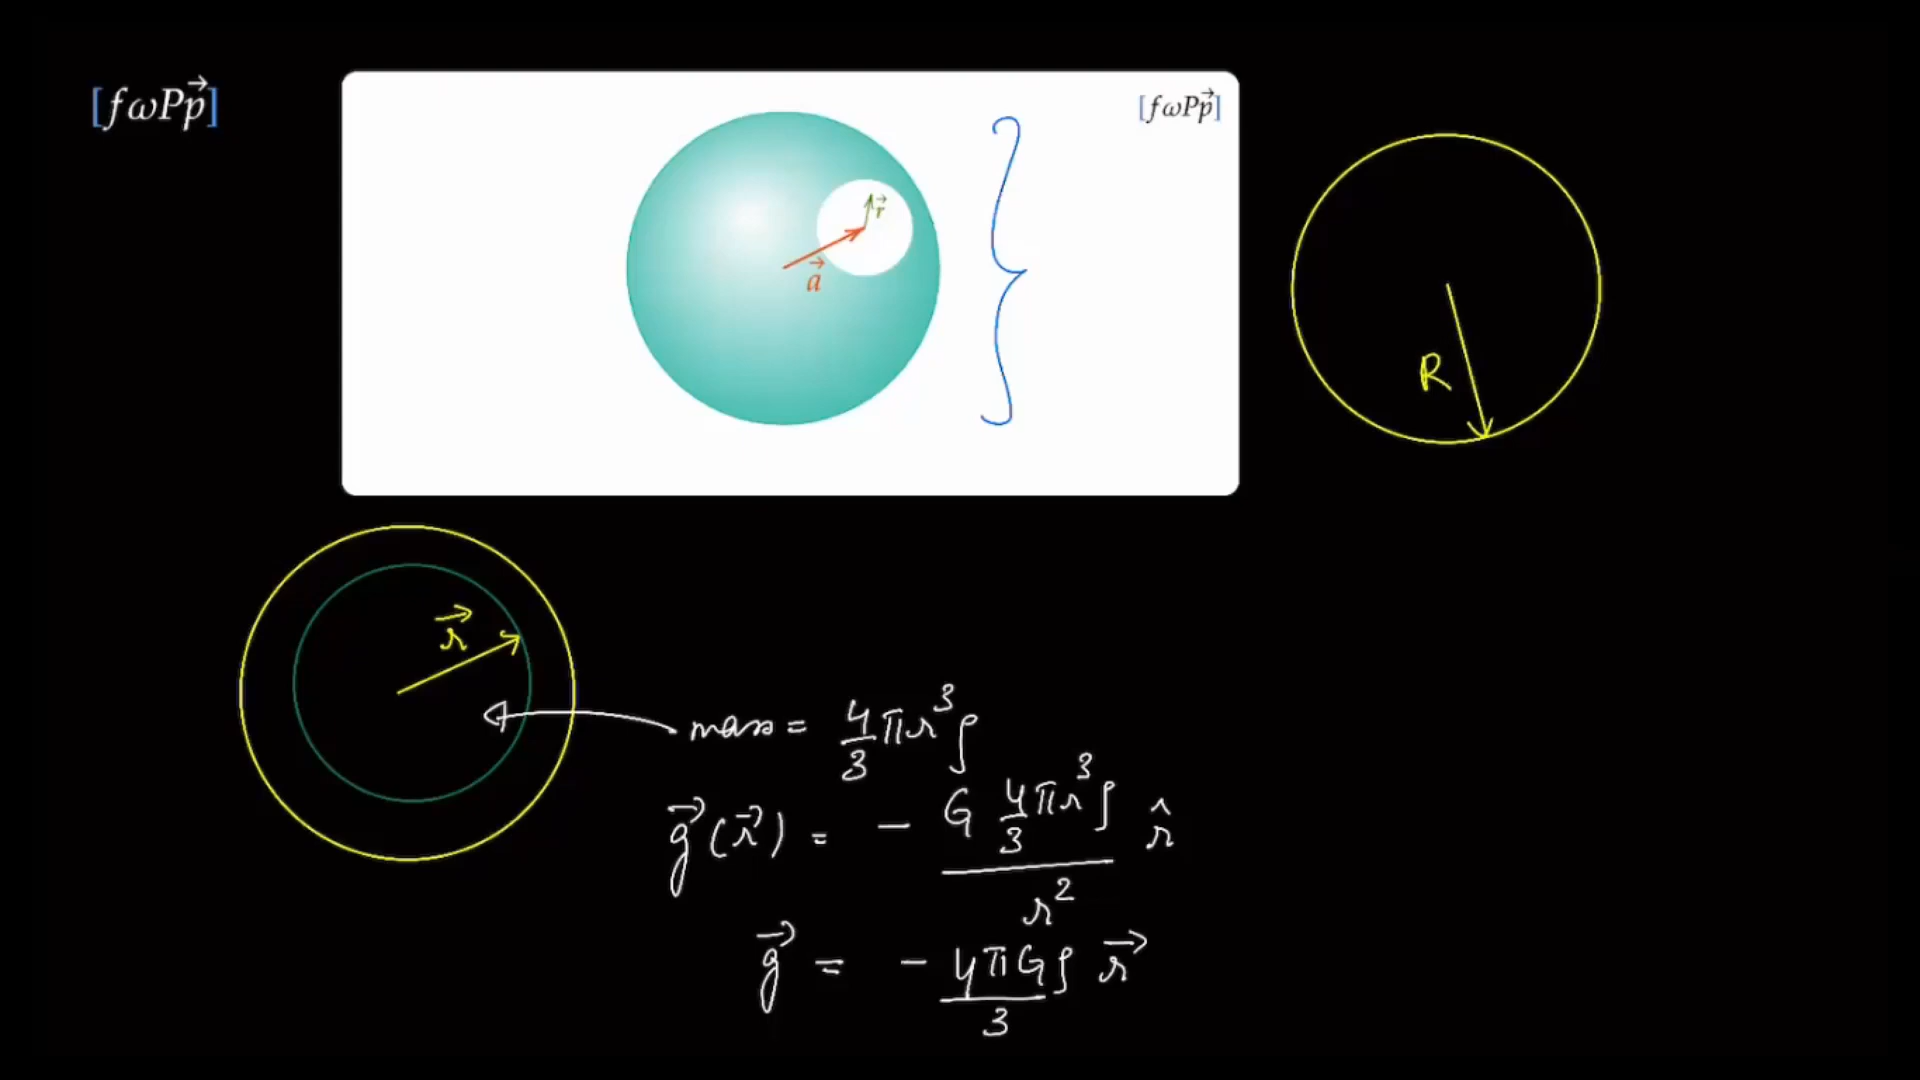 [fωPp⃗]
[fωPp⃗]
r⃗
a⃗
R
r⃗
mass = 4/3 πr³ρ
g⃗(r⃗) = - G 4/3 πr³ρ / r² r̂
g⃗ = - 4πGρ/3 r⃗